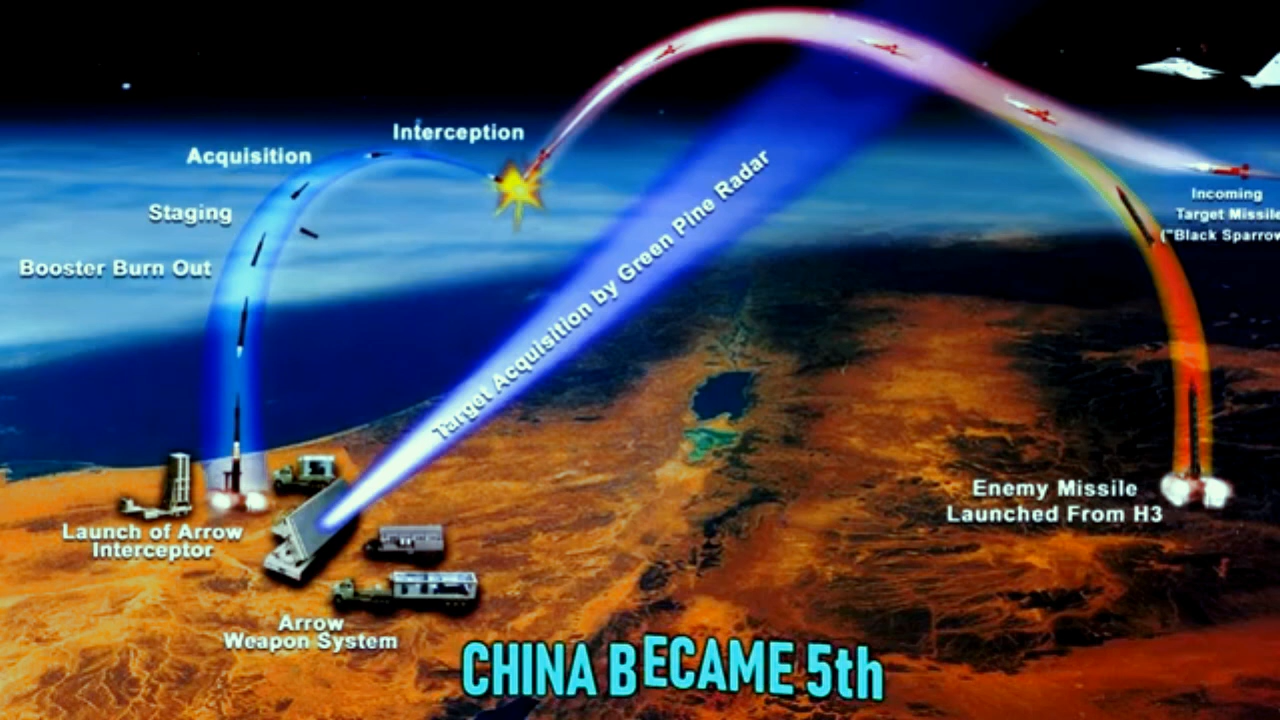 Interception
Acquisition
Staging
Booster Burn Out
Target Acquisition by Green Pine Radar
Incoming
Target Missile
("Black Sparrow
Enemy Missile
Launched From H3
Launch of Arrow
Interceptor
Arrow
Weapon System
CHINA BECAME 5th